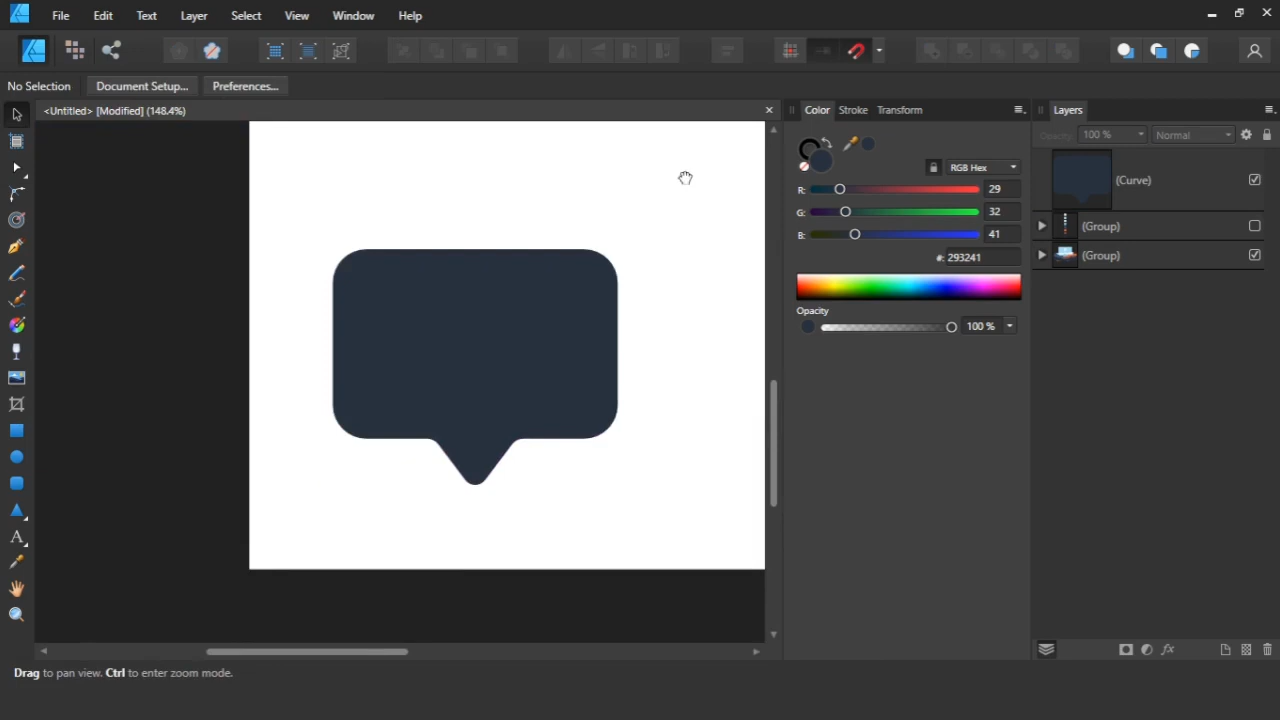 File Edit Text Layer Select View Window Help
No Selection Document Setup... Preferences...
<Untitled> [Modified] (148.4%)
Color Stroke Transform
Layers
Opacity: 100 % Normal
RGB Hex
R: 29
G: 32
B: 41
#: 293241
Opacity
100 %
(Curve)
(Group)
(Group)
A
fx
Drag to pan view. Ctrl to enter zoom mode.